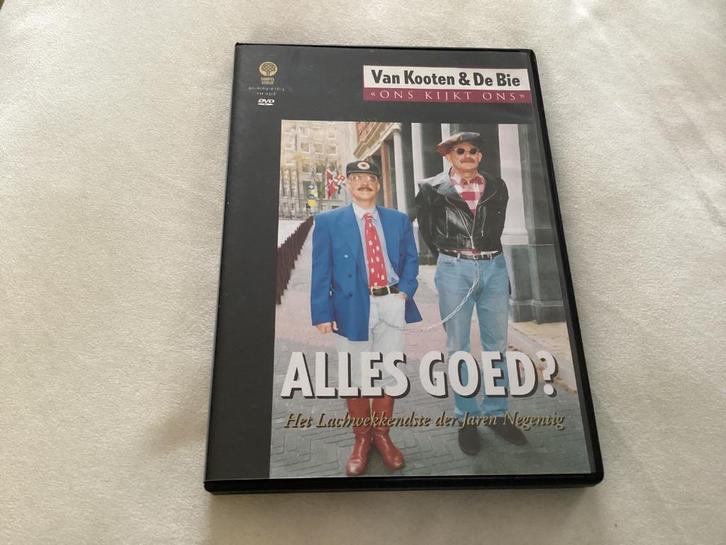 Van Kooten & De Bie
«ONS KIJKT ONS»
DVD
ALLES GOED?
Het Lachwekkendste der Jaren Negentig